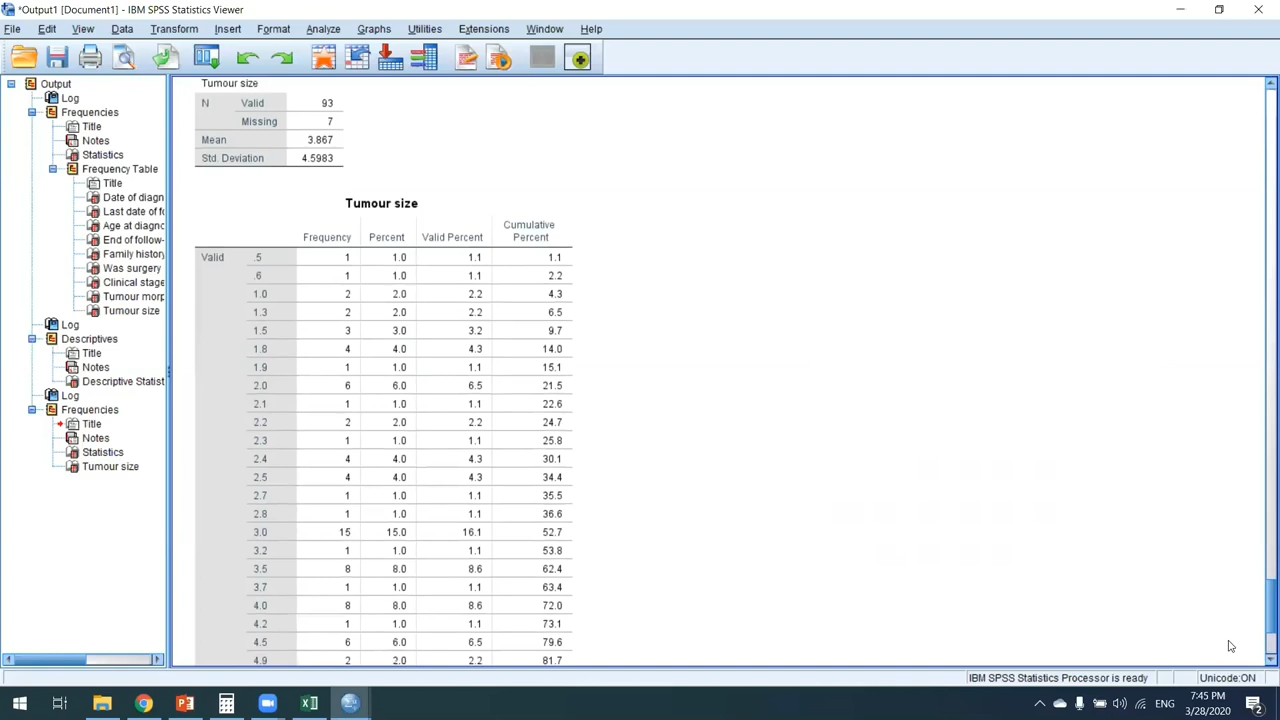 *Output1 [Document1] - IBM SPSS Statistics Viewer
File Edit View Data Transform Insert Format Analyze Graphs Utilities Extensions Window Help
Output
Log
Frequencies
Title
Notes
Statistics
Frequency Table
Title
Date of diagn
Last date of fo
Age at diagno
End of follow-
Family history
Was surgery
Clinical stage
Tumour morp
Tumour size
Log
Descriptives
Title
Notes
Descriptive Statist
Log
Frequencies
Title
Notes
Statistics
Tumour size
Tumour size
N Valid 93
Missing 7
Mean 3.867
Std. Deviation 4.5983
Tumour size
Frequency Percent Valid Percent Cumulative Percent
Valid .5 1 1.0 1.1 1.1
.6 1 1.0 1.1 2.2
1.0 2 2.0 2.2 4.3
1.3 2 2.0 2.2 6.5
1.5 3 3.0 3.2 9.7
1.8 4 4.0 4.3 14.0
1.9 1 1.0 1.1 15.1
2.0 6 6.0 6.5 21.5
2.1 1 1.0 1.1 22.6
2.2 2 2.0 2.2 24.7
2.3 1 1.0 1.1 25.8
2.4 4 4.0 4.3 30.1
2.5 4 4.0 4.3 34.4
2.7 1 1.0 1.1 35.5
2.8 1 1.0 1.1 36.6
3.0 15 15.0 16.1 52.7
3.2 1 1.0 1.1 53.8
3.5 8 8.0 8.6 62.4
3.7 1 1.0 1.1 63.4
4.0 8 8.0 8.6 72.0
4.2 1 1.0 1.1 73.1
4.5 6 6.0 6.5 79.6
4.9 2 2.0 2.2 81.7
IBM SPSS Statistics Processor is ready Unicode:ON
ENG 7:45 PM
3/28/2020